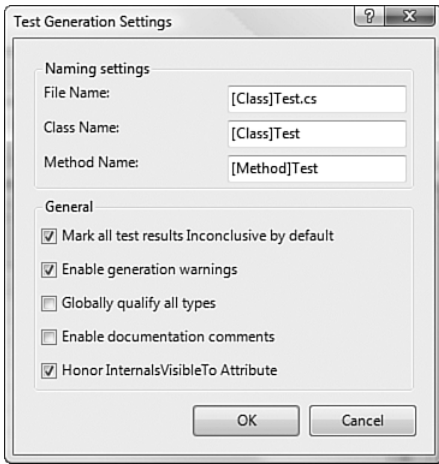 Test Generation Settings
Naming settings
File Name:
[Class]Test.cs
Class Name:
[Class]Test
Method Name:
[Method]Test
General
Mark all test results Inconclusive by default
Enable generation warnings
Globally qualify all types
Enable documentation comments
Honor InternalsVisibleTo Attribute
OK
Cancel